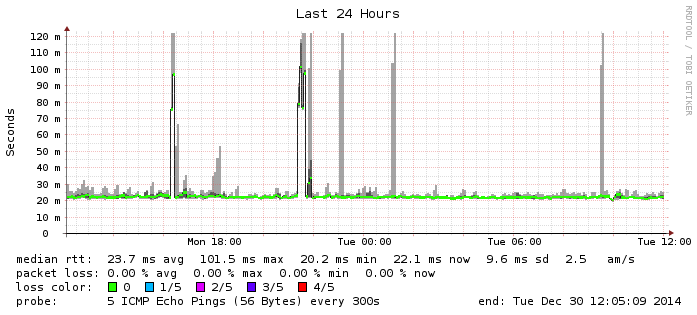 Last 24 Hours
RRDTOOL / TOBI OETIKER
Seconds
120 m
110 m
100 m
90 m
80 m
70 m
60 m
50 m
40 m
30 m
20 m
10 m
0
Mon 18:00 Tue 00:00 Tue 06:00 Tue 12:00
median rtt: 23.7 ms avg 101.5 ms max 20.2 ms min 22.1 ms now 9.6 ms sd 2.5 am/s
packet loss: 0.00 % avg 0.00 % max 0.00 % min 0.00 % now
loss color: 0 1/5 2/5 3/5 4/5
probe: 5 ICMP Echo Pings (56 Bytes) every 300s end: Tue Dec 30 12:05:09 2014